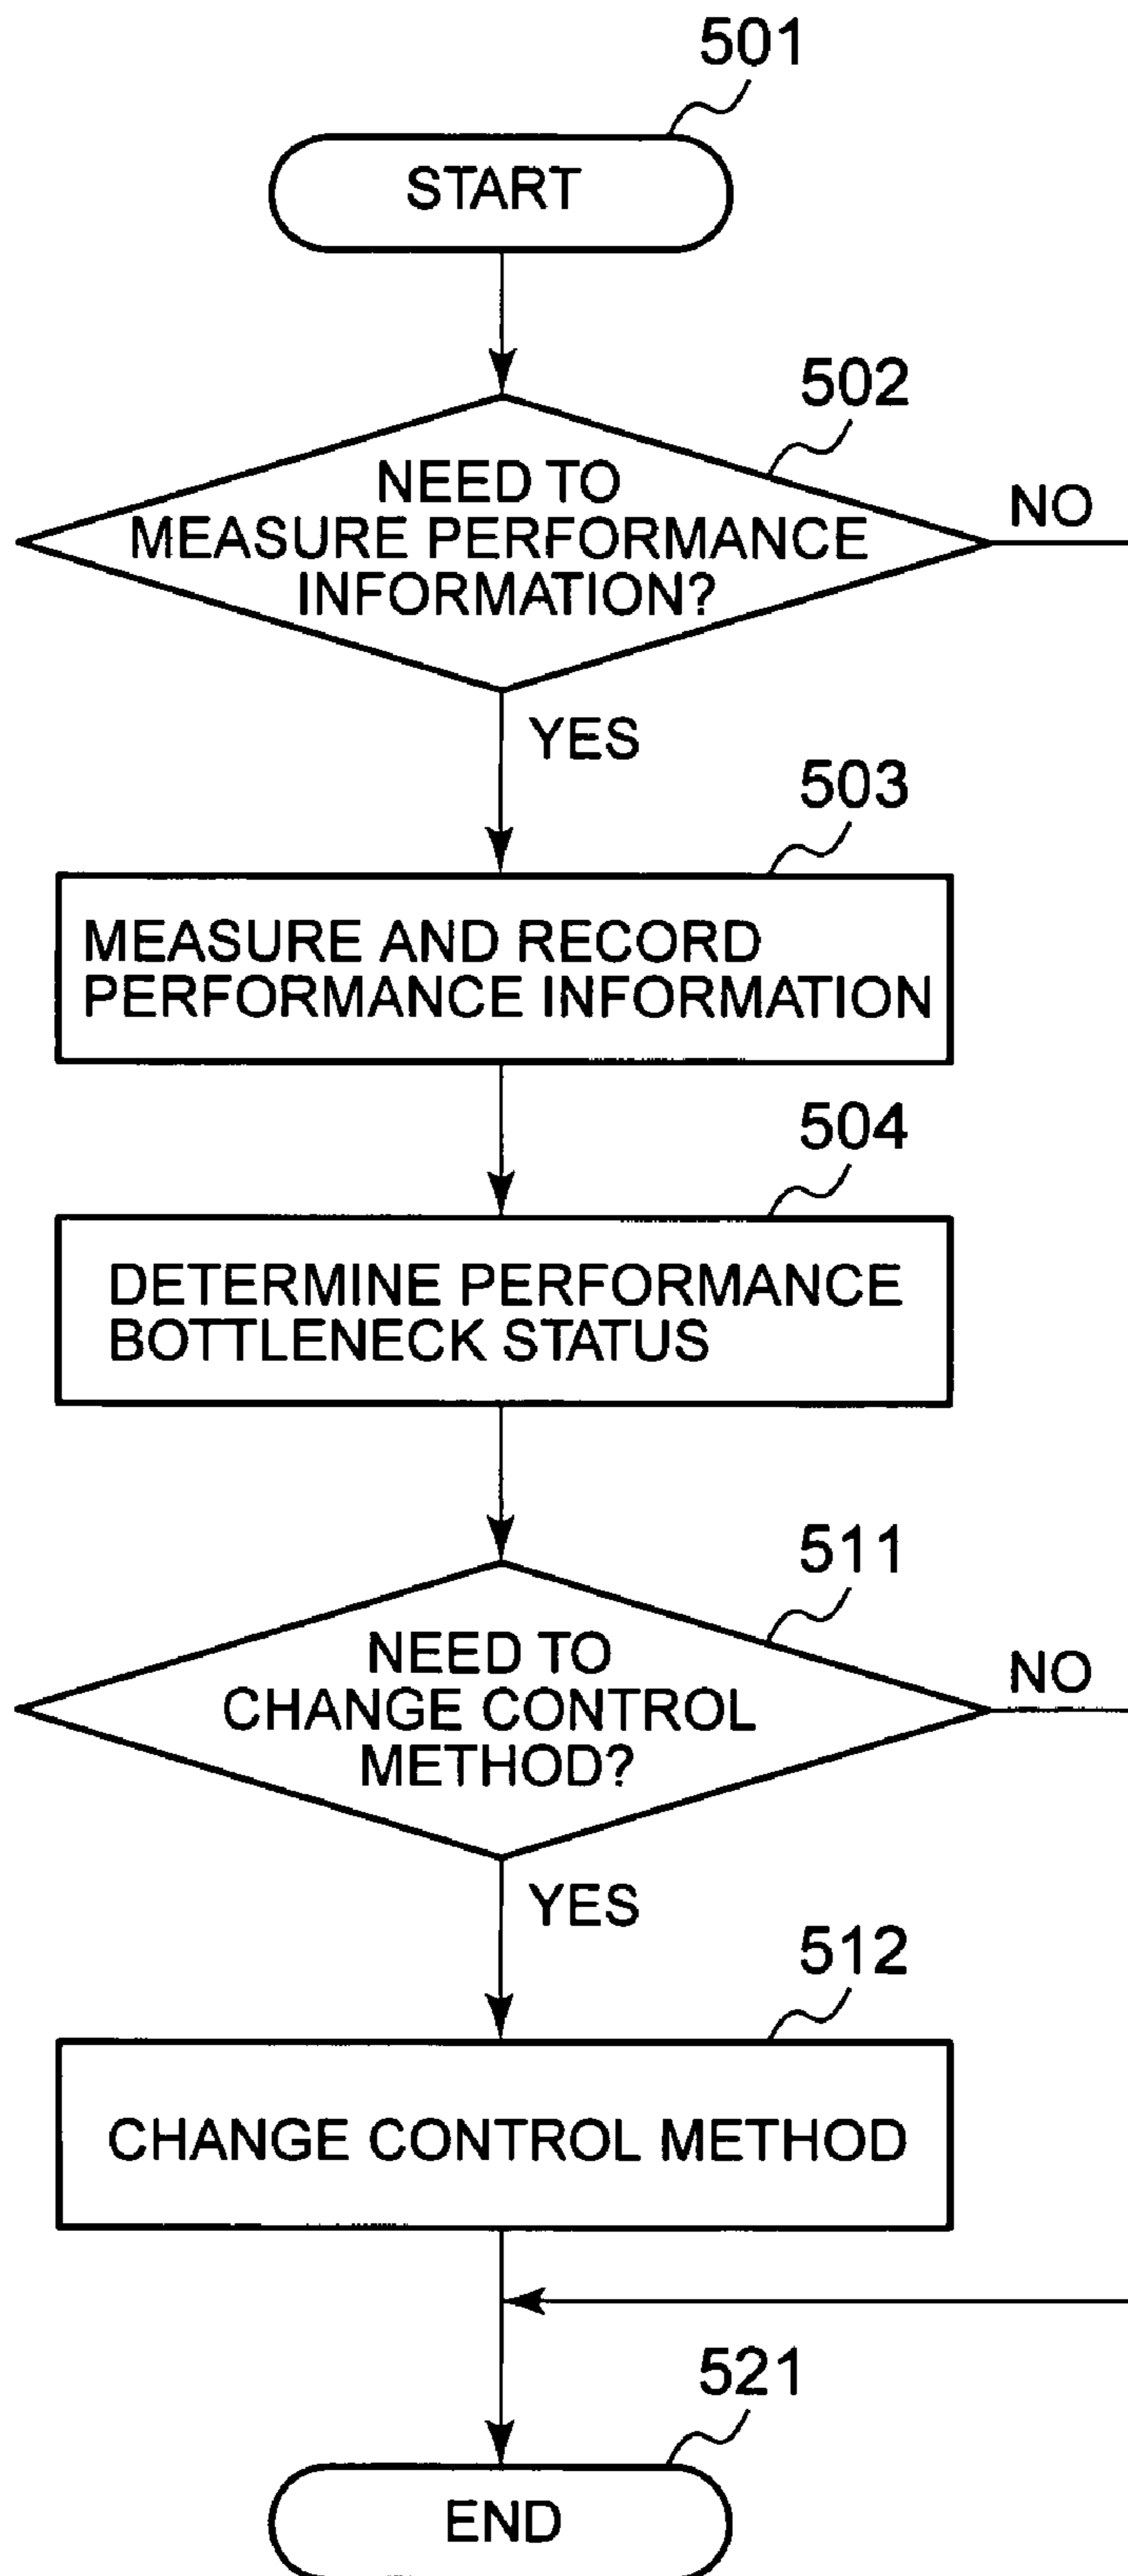 501
START
502
NEED TO
MEASURE PERFORMANCE
INFORMATION?
NO
YES
503
MEASURE AND RECORD
PERFORMANCE INFORMATION
504
DETERMINE PERFORMANCE
BOTTLENECK STATUS
511
NEED TO
CHANGE CONTROL
METHOD?
NO
YES
512
CHANGE CONTROL METHOD
521
END